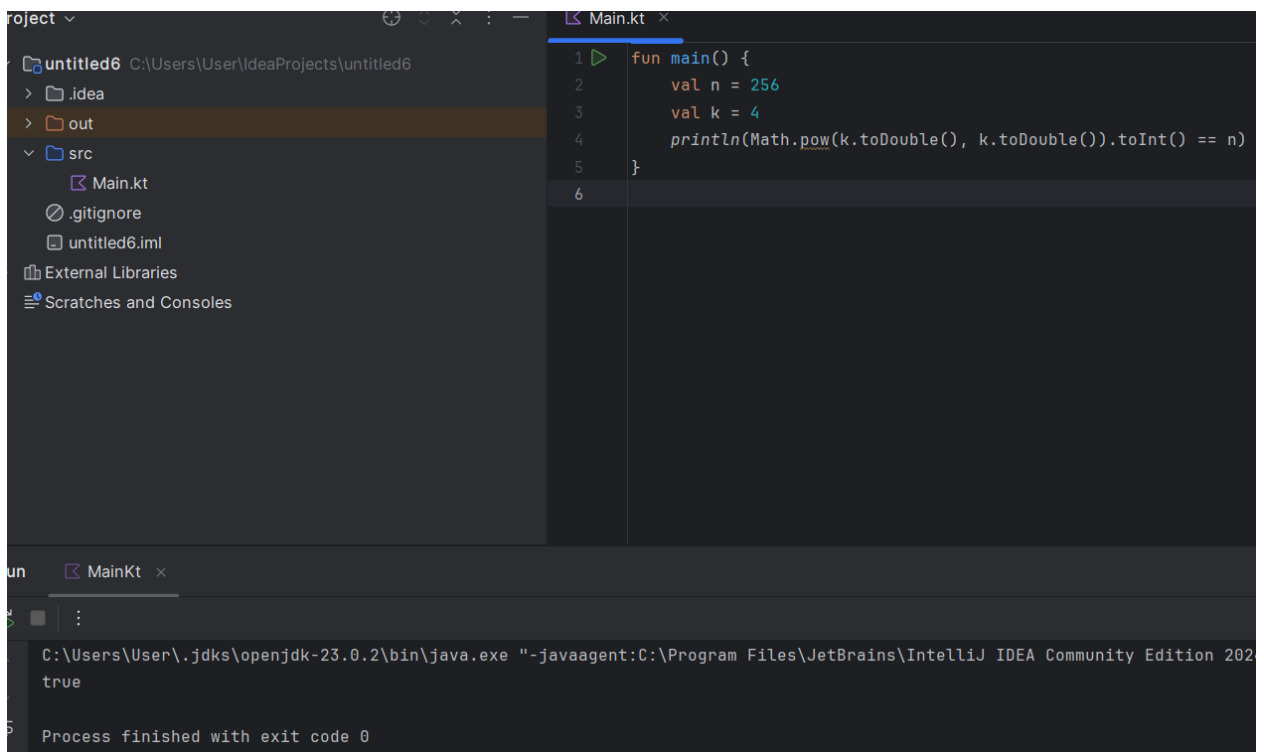 roject
untitled6 C:\Users\User\IdeaProjects\untitled6
.idea
out
src
Main.kt
.gitignore
untitled6.iml
External Libraries
Scratches and Consoles
Main.kt
1 fun main() {
2 val n = 256
3 val k = 4
4 println(Math.pow(k.toDouble(), k.toDouble()).toInt() == n)
5 }
6
un MainKt
C:\Users\User\.jdks\openjdk-23.0.2\bin\java.exe "-javaagent:C:\Program Files\JetBrains\IntelliJ IDEA Community Edition 202
true
Process finished with exit code 0